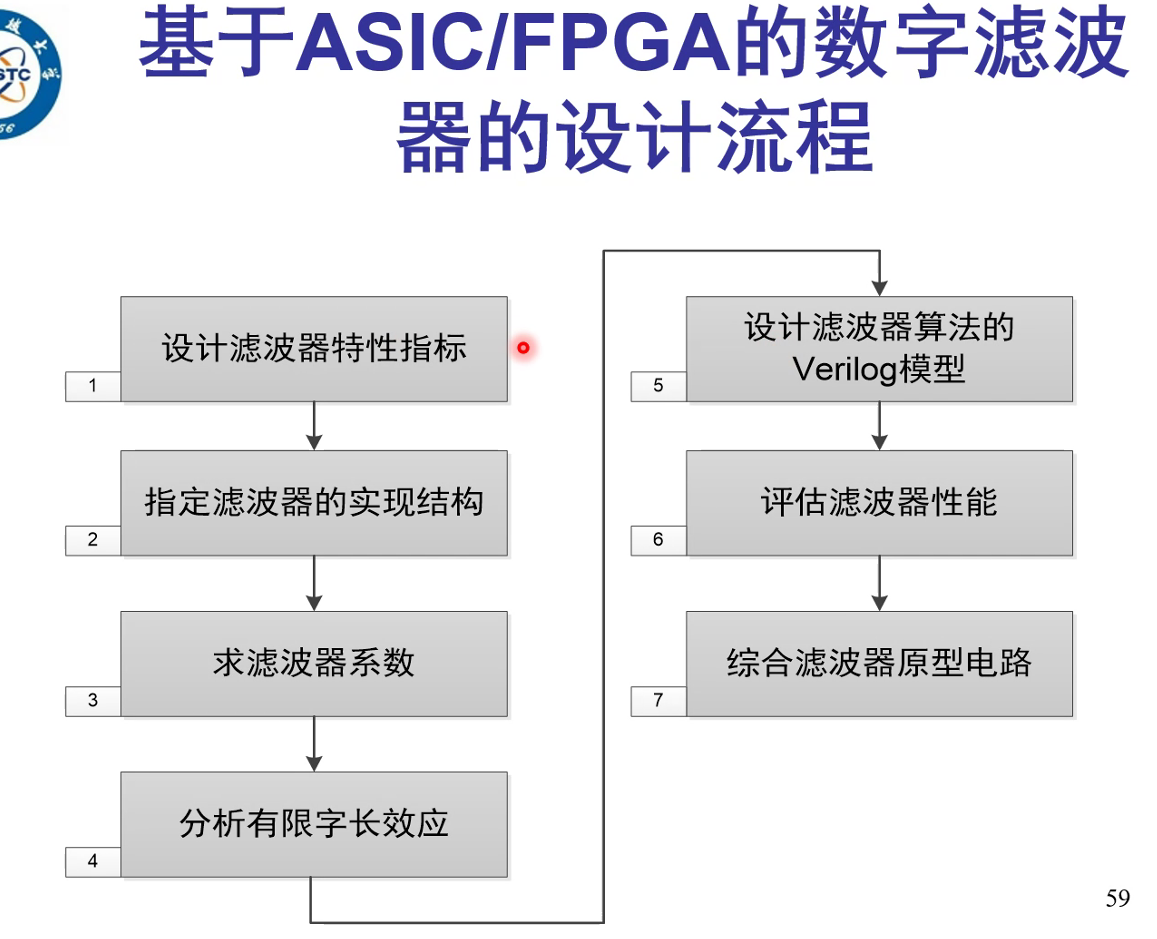 基于ASIC/FPGA的数字滤波
器的设计流程
设计滤波器特性指标
1
指定滤波器的实现结构
2
求滤波器系数
3
分析有限字长效应
4
设计滤波器算法的
Verilog模型
5
评估滤波器性能
6
综合滤波器原型电路
7
59